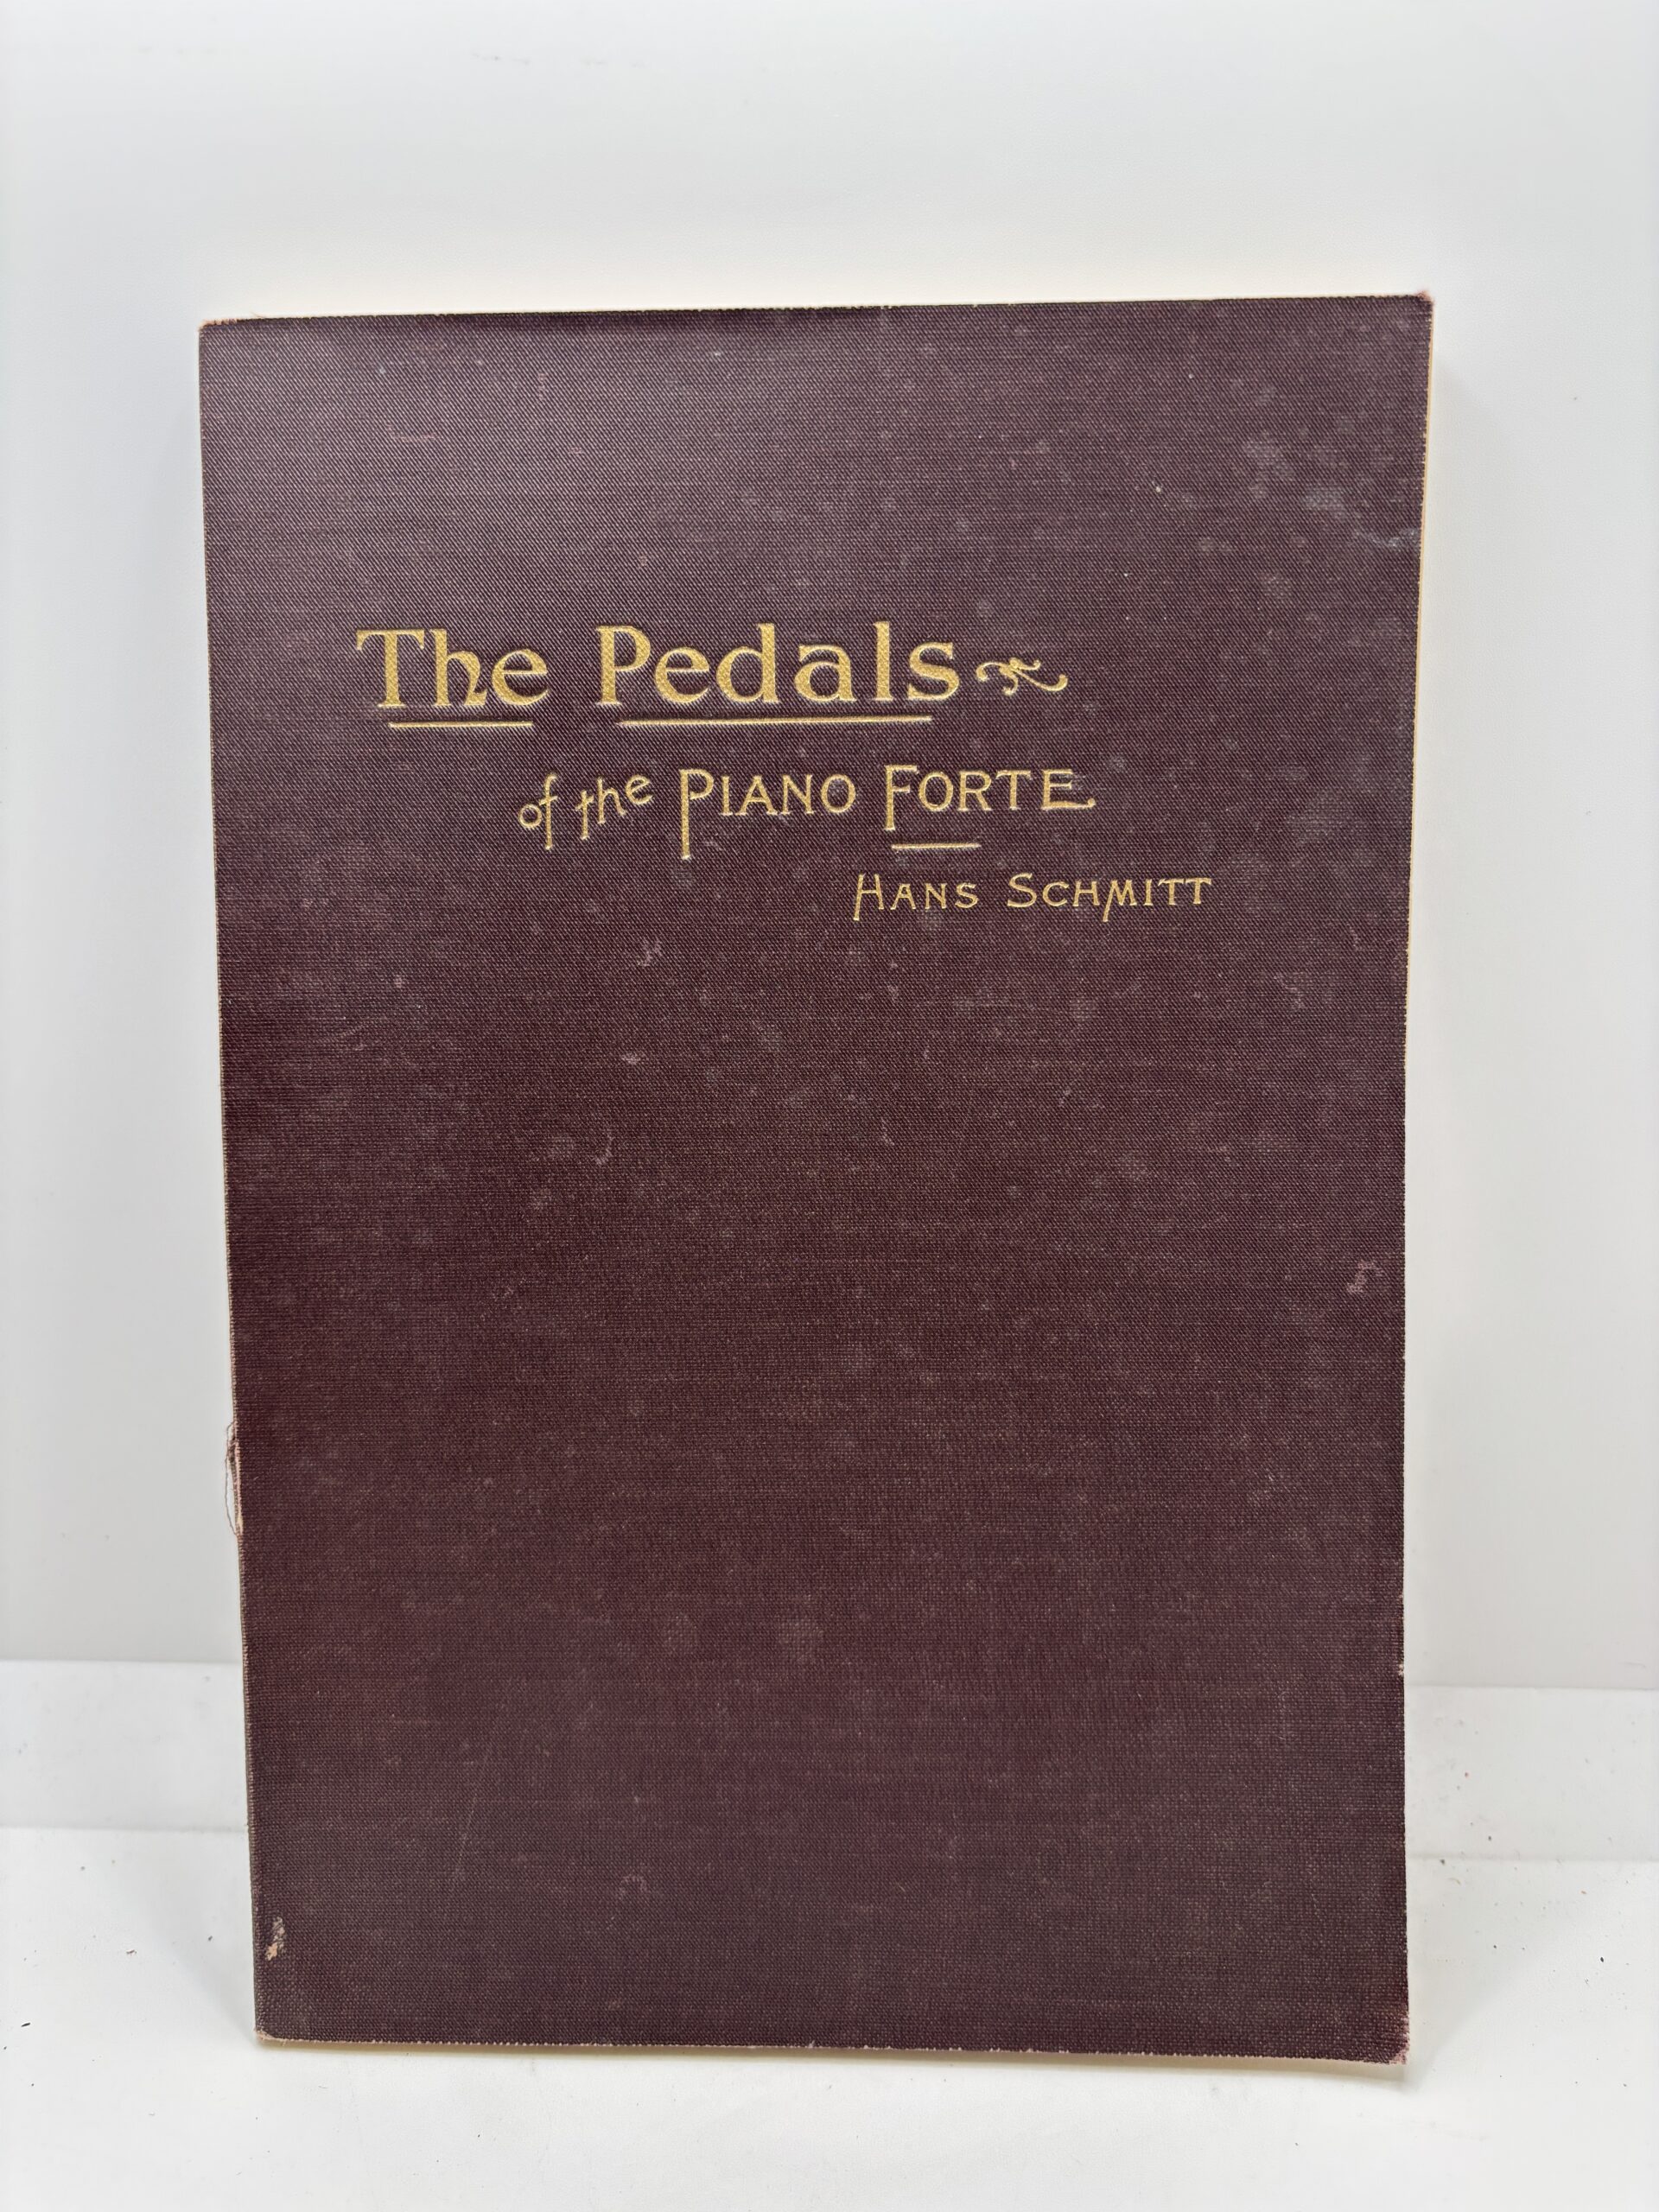 The Pedals
of the PIANO FORTE
HANS SCHMITT